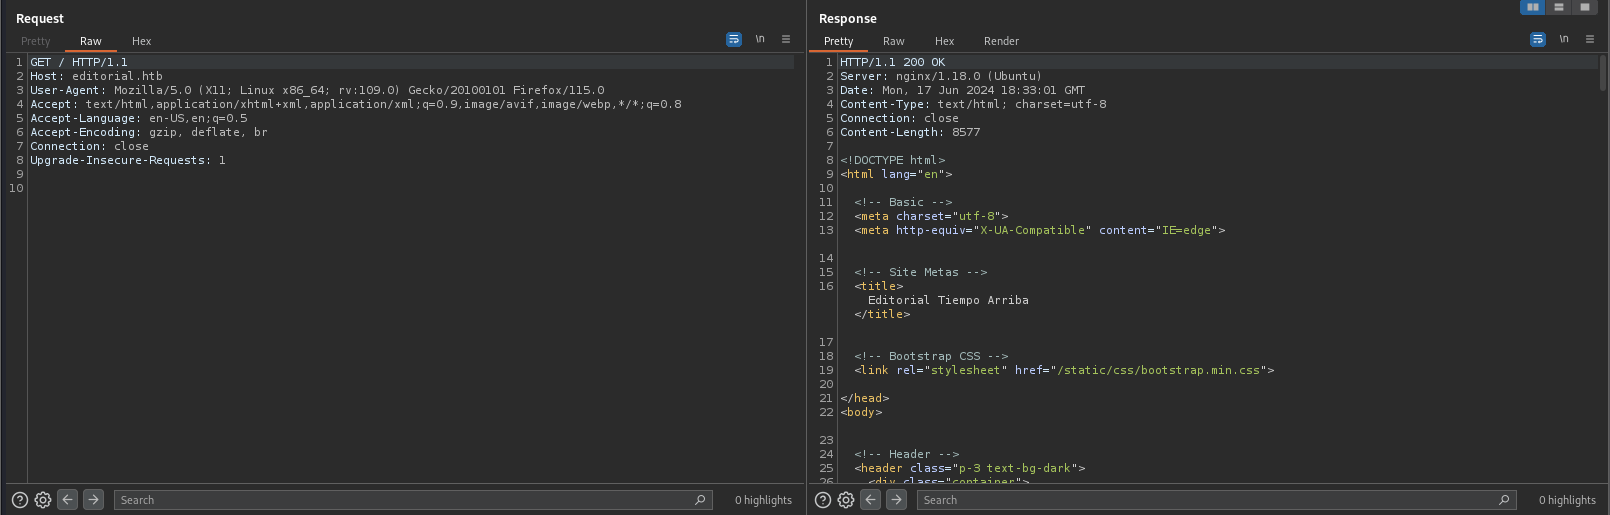 Request
Pretty Raw Hex
\n
1 GET / HTTP/1.1
2 Host: editorial.htb
3 User-Agent: Mozilla/5.0 (X11; Linux x86_64; rv:109.0) Gecko/20100101 Firefox/115.0
4 Accept: text/html,application/xhtml+xml,application/xml;q=0.9,image/avif,image/webp,*/*;q=0.8
5 Accept-Language: en-US,en;q=0.5
6 Accept-Encoding: gzip, deflate, br
7 Connection: close
8 Upgrade-Insecure-Requests: 1
9
10
Search
0 highlights
Response
Pretty Raw Hex Render
\n
1 HTTP/1.1 200 OK
2 Server: nginx/1.18.0 (Ubuntu)
3 Date: Mon, 17 Jun 2024 18:33:01 GMT
4 Content-Type: text/html; charset=utf-8
5 Connection: close
6 Content-Length: 8577
7
8 <!DOCTYPE html>
9 <html lang="en">
10
11 <!-- Basic -->
12 <meta charset="utf-8">
13 <meta http-equiv="X-UA-Compatible" content="IE=edge">
14
15 <!-- Site Metas -->
16 <title>
Editorial Tiempo Arriba
</title>
17
18 <!-- Bootstrap CSS -->
19 <link rel="stylesheet" href="/static/css/bootstrap.min.css">
20
21 </head>
22 <body>
23
24 <!-- Header -->
25 <header class="p-3 text-bg-dark">
26 <div class="container">
Search
0 highlights